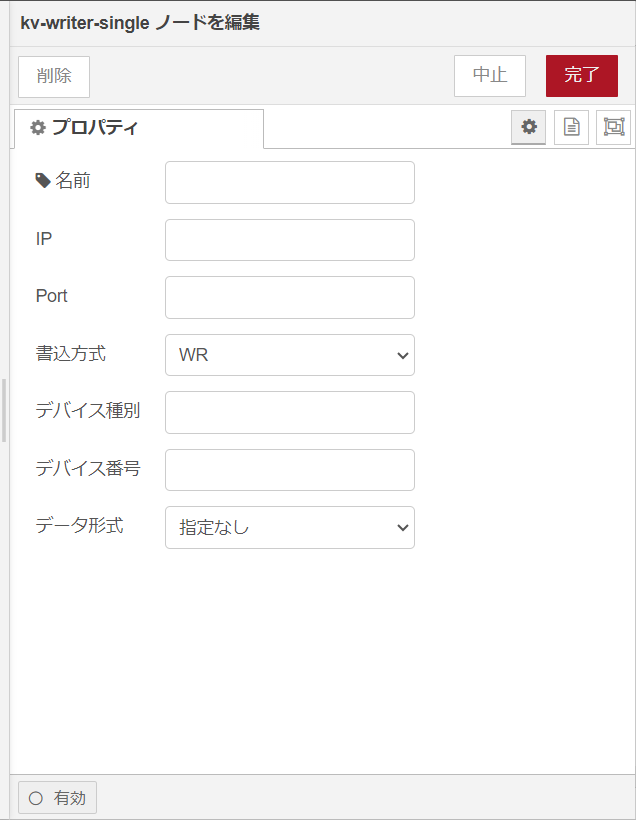 kv-writer-single ノードを編集
削除
中止
完了
プロパティ
名前
IP
Port
書込方式
WR
デバイス種別
デバイス番号
データ形式
指定なし
有効